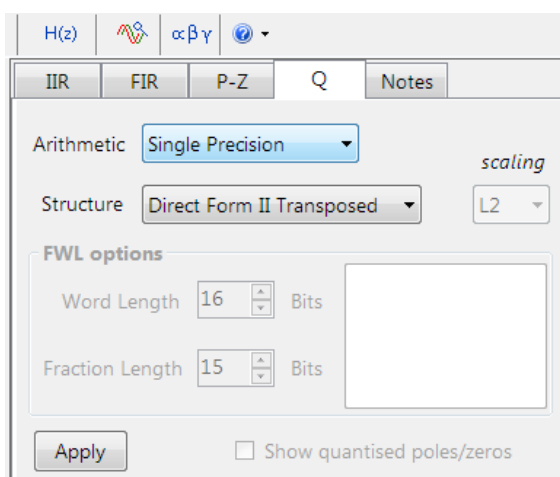 H(z) αβγ ?
IIR FIR P-Z Q Notes
Arithmetic Single Precision
scaling
Structure Direct Form II Transposed L2
FWL options
Word Length 16 Bits
Fraction Length 15 Bits
Apply Show quantised poles/zeros